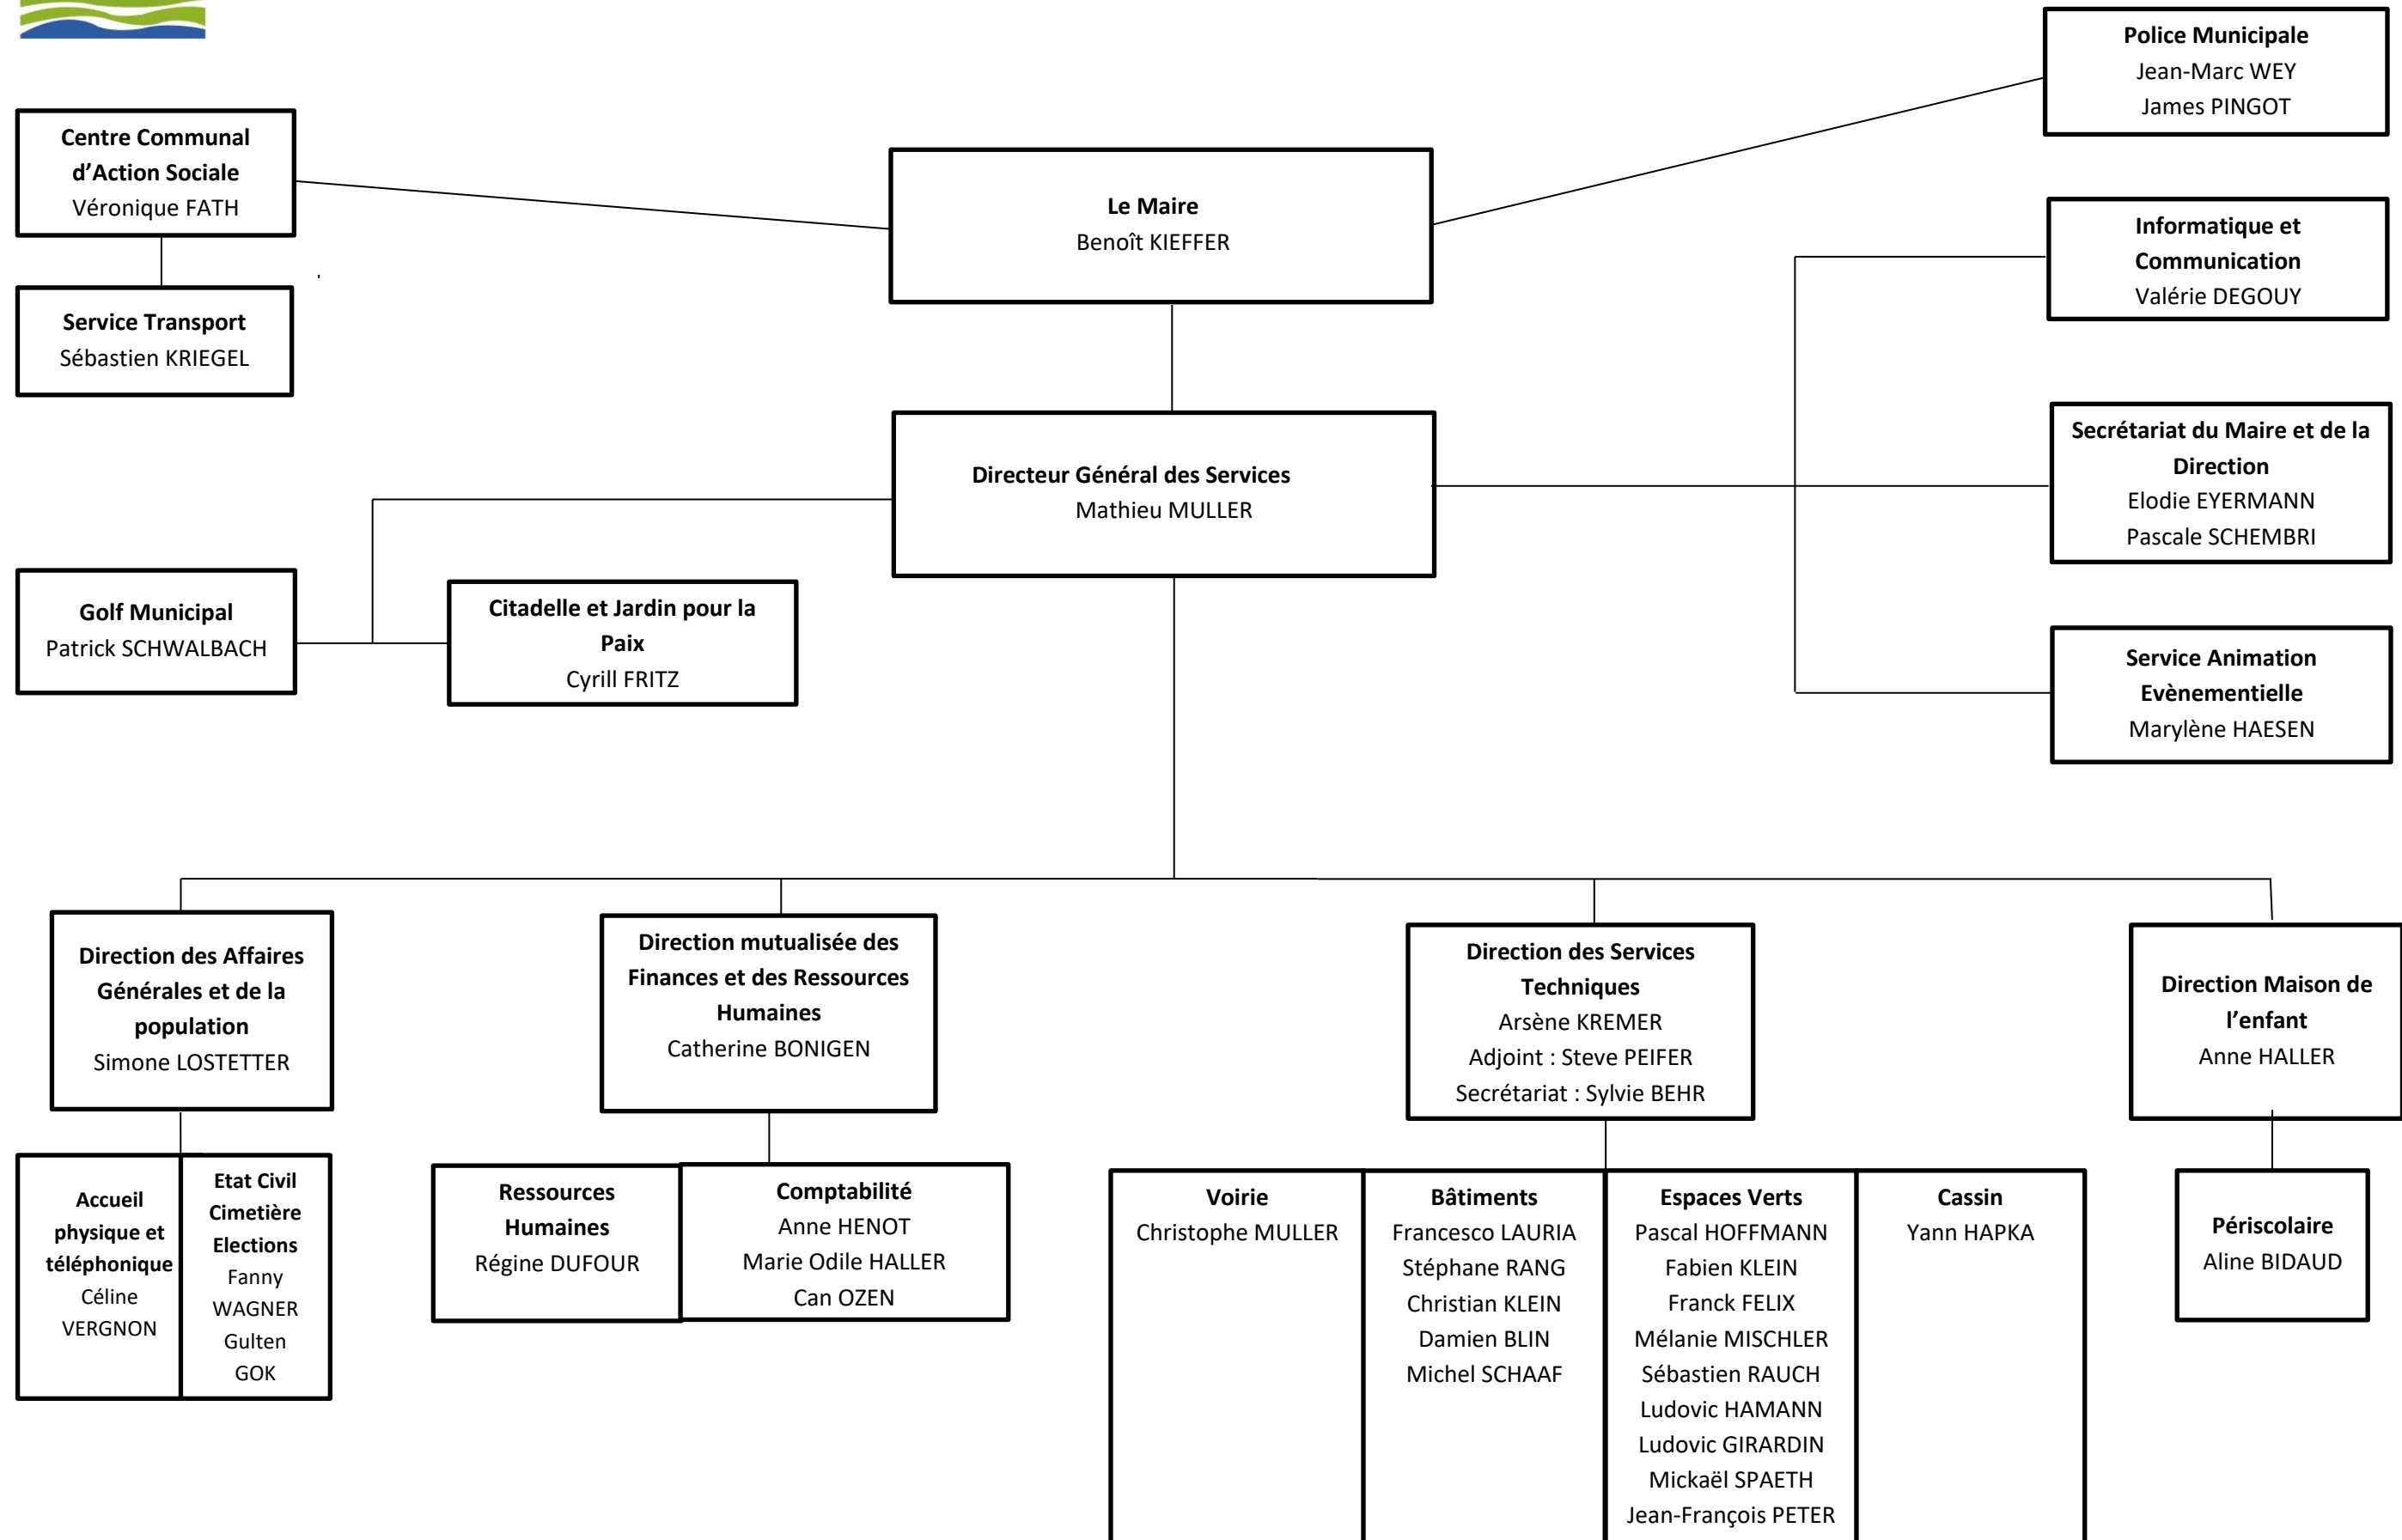 Police Municipale
Jean-Marc WEY
James PINGOT
Centre Communal
d’Action Sociale
Véronique FATH
Le Maire
Benoît KIEFFER
Informatique et
Communication
Valérie DEGOUY
Service Transport
Sébastien KRIEGEL
Directeur Général des Services
Mathieu MULLER
Secrétariat du Maire et de la
Direction
Elodie EYERMANN
Pascale SCHEMBRI
Golf Municipal
Patrick SCHWALBACH
Citadelle et Jardin pour la
Paix
Cyrill FRITZ
Service Animation
Evènementielle
Marylène HAESEN
Direction des Affaires
Générales et de la
population
Simone LOSTETTER
Direction mutualisée des
Finances et des Ressources
Humaines
Catherine BONIGEN
Direction des Services
Techniques
Arsène KREMER
Adjoint : Steve PEIFER
Secrétariat : Sylvie BEHR
Direction Maison de
l’enfant
Anne HALLER
Accueil
physique et
téléphonique
Céline
VERGNON
Etat Civil
Cimetière
Elections
Fanny
WAGNER
Gulten
GOK
Ressources
Humaines
Régine DUFOUR
Comptabilité
Anne HENOT
Marie Odile HALLER
Can OZEN
Voirie
Christophe MULLER
Bâtiments
Francesco LAURIA
Stéphane RANG
Christian KLEIN
Damien BLIN
Michel SCHAAF
Espaces Verts
Pascal HOFFMANN
Fabien KLEIN
Franck FELIX
Mélanie MISCHLER
Sébastien RAUCH
Ludovic HAMANN
Ludovic GIRARDIN
Mickaël SPAETH
Jean-François PETER
Cassin
Yann HAPKA
Périscolaire
Aline BIDAUD